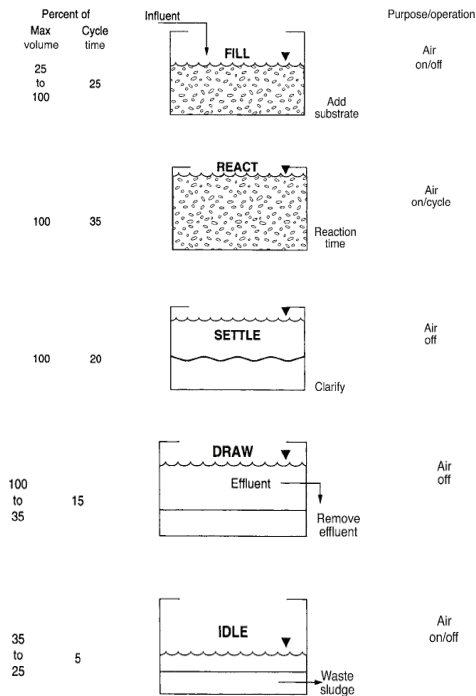 Percent of
Max volume
Cycle time
Influent
Purpose/operation
25
to
100
25
FILL
Add
substrate
Air
on/off
100
35
REACT
Reaction
time
Air
on/cycle
100
20
SETTLE
Clarify
Air
off
100
to
35
15
DRAW
Effluent
Remove
effluent
Air
off
35
to
25
5
IDLE
Waste
sludge
Air
on/off